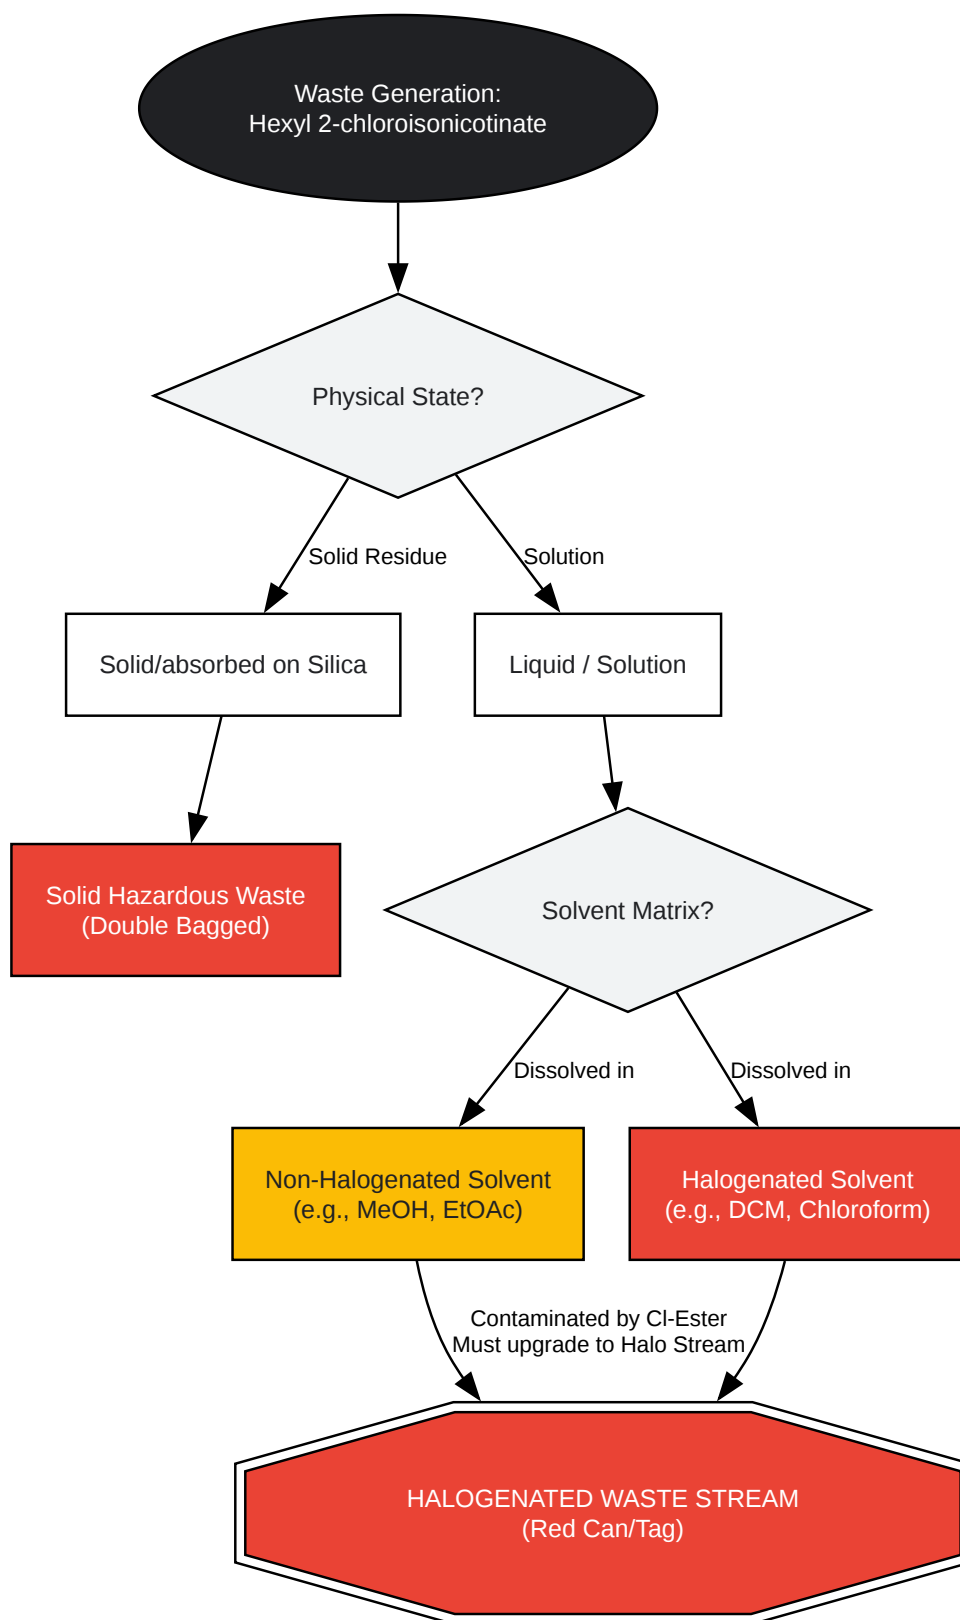 Waste Generation:
Hexyl 2-chloroisonicotinate
Physical State?
Solid Residue
Solution
Solid/absorbed on Silica
Liquid / Solution
Solid Hazardous Waste
(Double Bagged)
Solvent Matrix?
Dissolved in
Dissolved in
Non-Halogenated Solvent
(e.g., MeOH, EtOAc)
Halogenated Solvent
(e.g., DCM, Chloroform)
Contaminated by Cl-Ester
Must upgrade to Halo Stream
HALOGENATED WASTE STREAM
(Red Can/Tag)